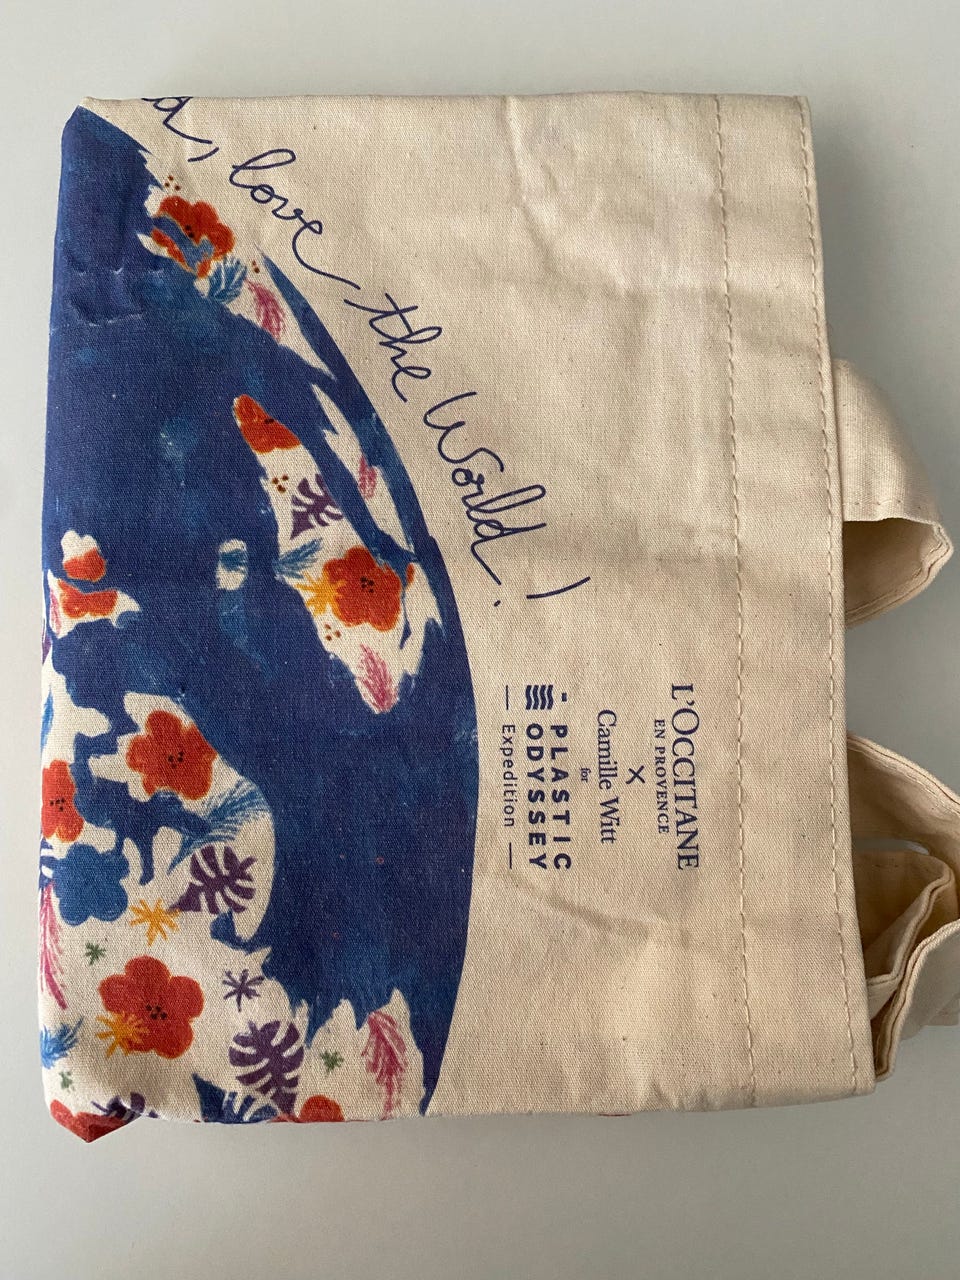 love the World!
L'OCCITANE
EN PROVENCE
X
Camille Witt
for
PLASTIC
ODYSSEY
— Expedition —